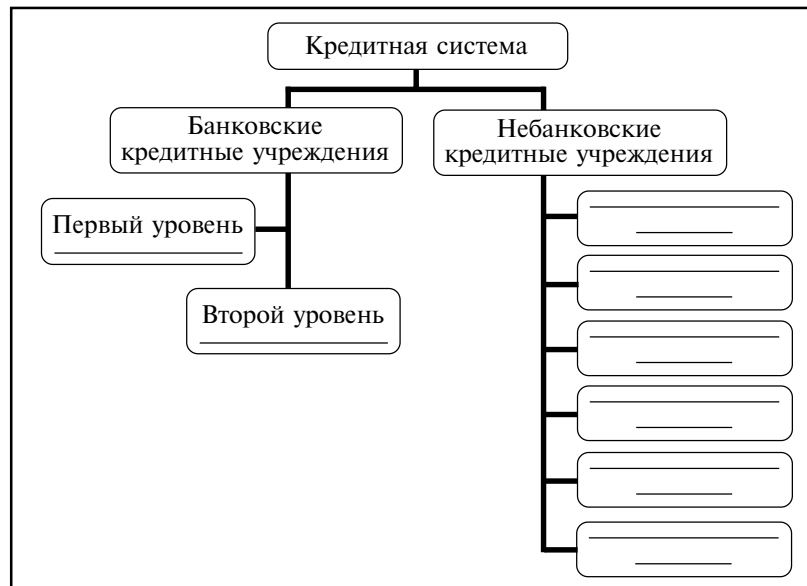 Кредитная система
Банковские
кредитные учреждения
Небанковские
кредитные учреждения
Первый уровень
Второй уровень